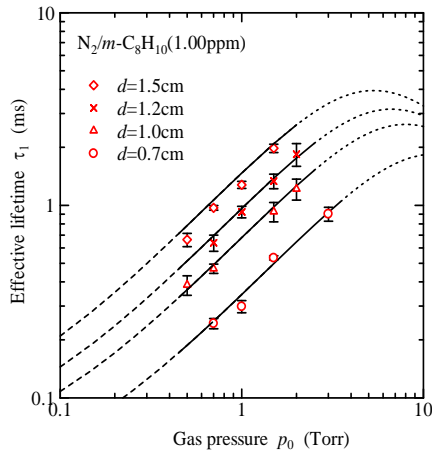 N₂/m-C₈H₁₀(1.00ppm)
d=1.5cm
d=1.2cm
d=1.0cm
d=0.7cm
Effective lifetime τ₁ (ms)
10
1
0.1
0.1
1
10
Gas pressure p₀ (Torr)